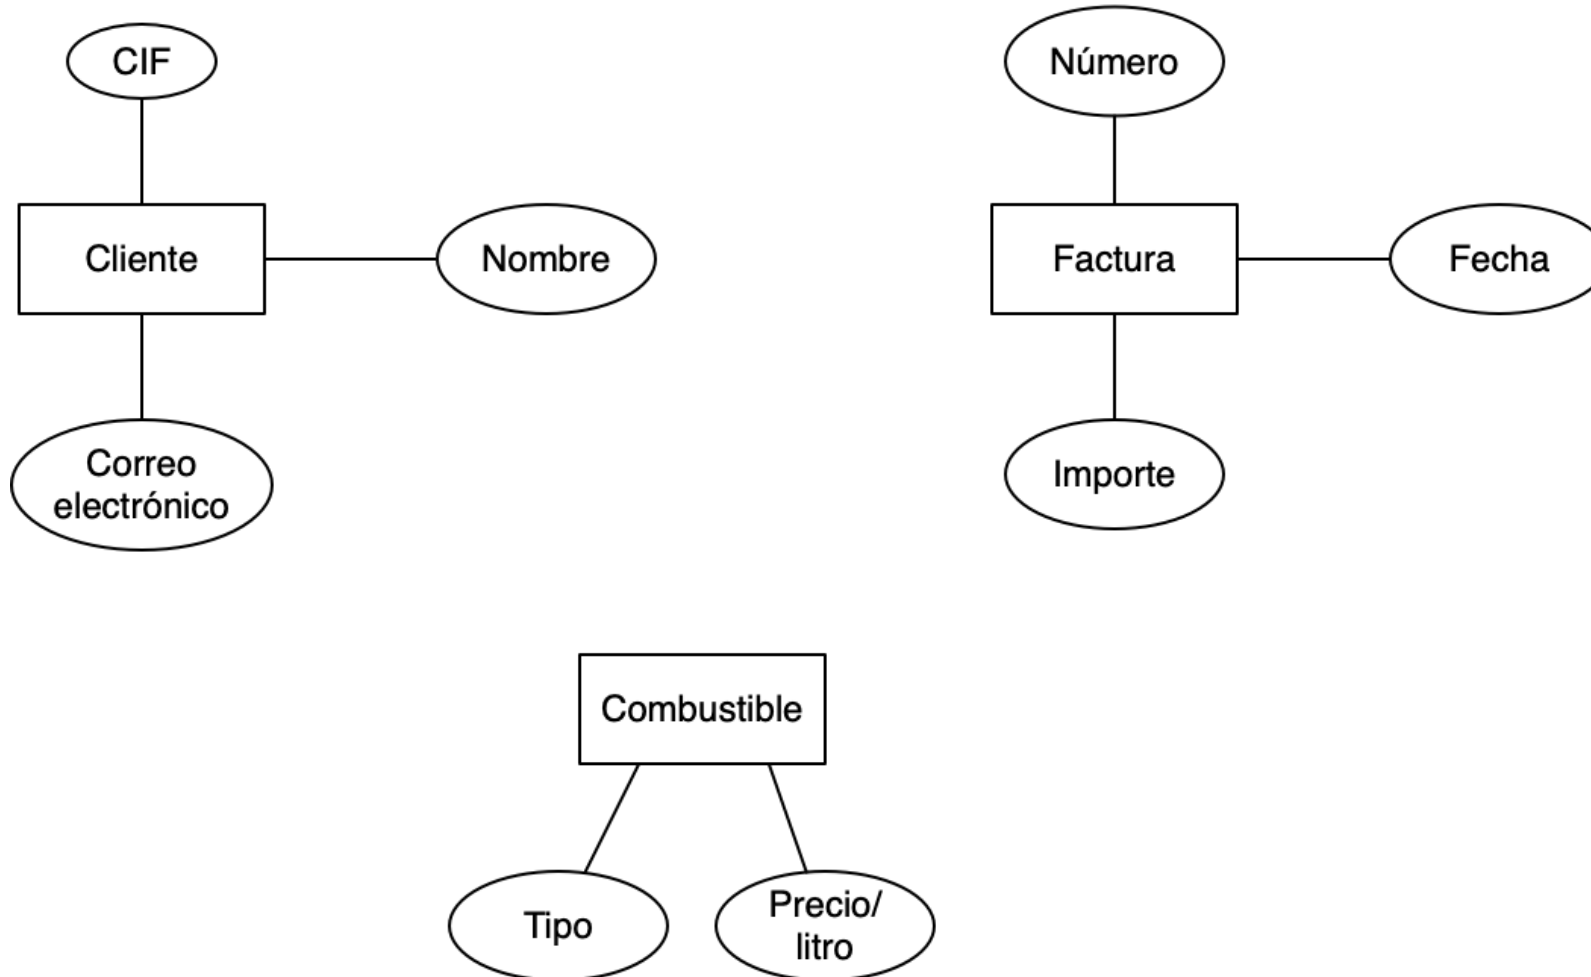 CIF
Número
Cliente
Nombre
Factura
Fecha
Correo
electrónico
Importe
Combustible
Tipo
Precio/
litro